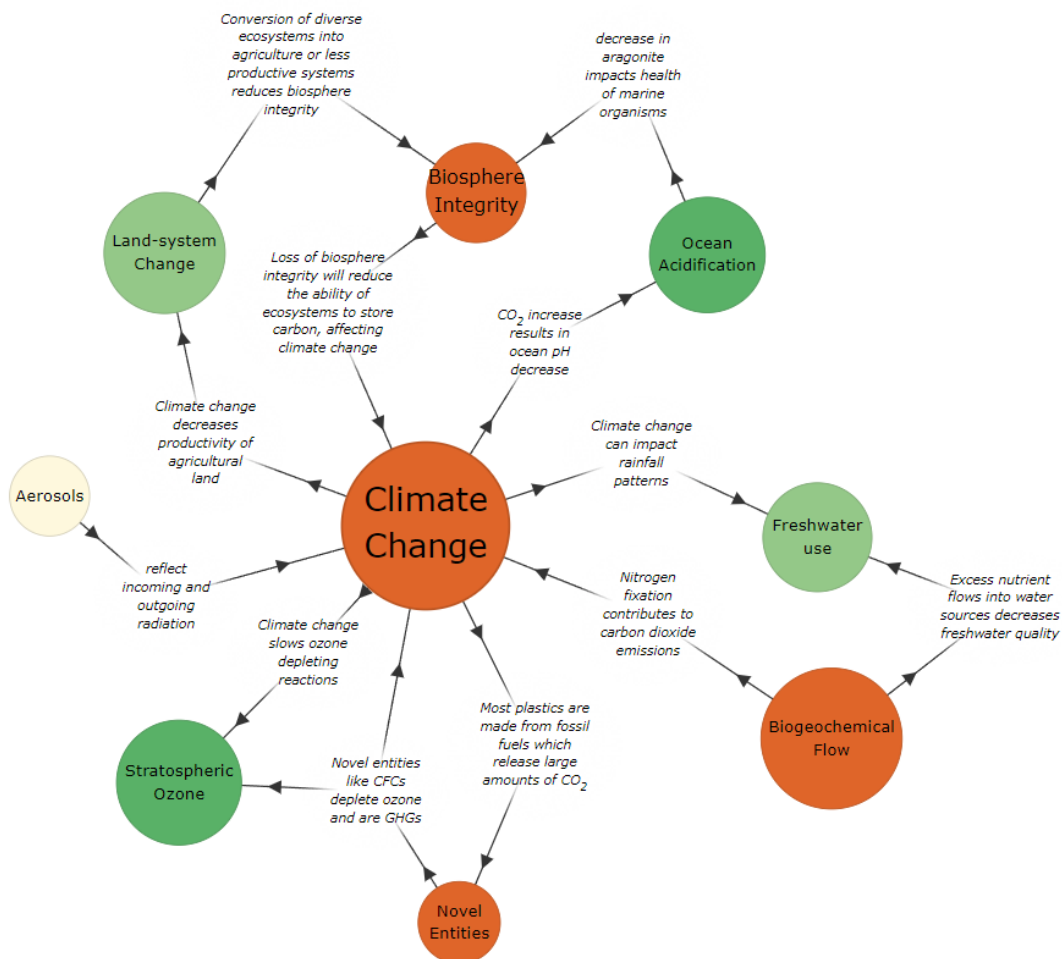 Conversion of diverse
ecosystems into
agriculture or less
productive systems
reduces biosphere
integrity
decrease in
aragonite
impacts health
of marine
organisms
Biosphere
Integrity
Land-system
Change
Ocean
Acidification
Loss of biosphere
integrity will reduce
the ability of
ecosystems to store
carbon, affecting
climate change
CO2 increase
results in
ocean pH
decrease
Climate change
decreases
productivity of
agricultural
land
Climate change
can impact
rainfall
patterns
Aerosols
Climate
Change
Freshwater
use
reflect
incoming and
outgoing
radiation
Nitrogen
fixation
contributes to
carbon dioxide
emissions
Excess nutrient
flows into water
sources decreases
freshwater quality
Climate change
slows ozone
depleting
reactions
Most plastics are
made from fossil
fuels which
release large
amounts of CO2
Biogeochemical
Flow
Stratospheric
Ozone
Novel entities
like CFCs
deplete ozone
and are GHGs
Novel
Entities